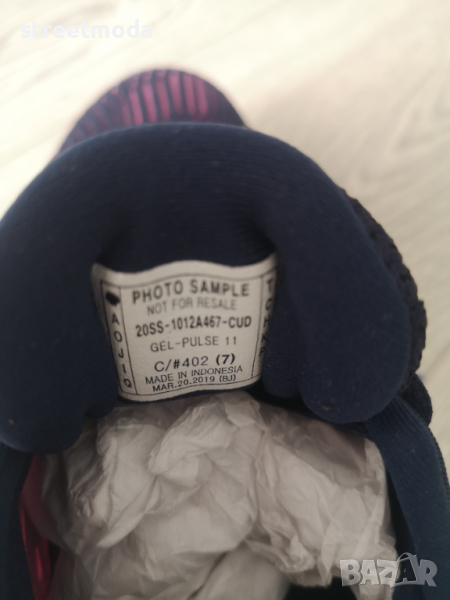 streetmoda
PHOTO SAMPLE
NOT FOR RESALE
20SS-1012A467-CUD
GEL-PULSE 11
C/#402 (7)
MADE IN INDONESIA
MAR.20.2019 (BJ)
AOJIO
BAZAR